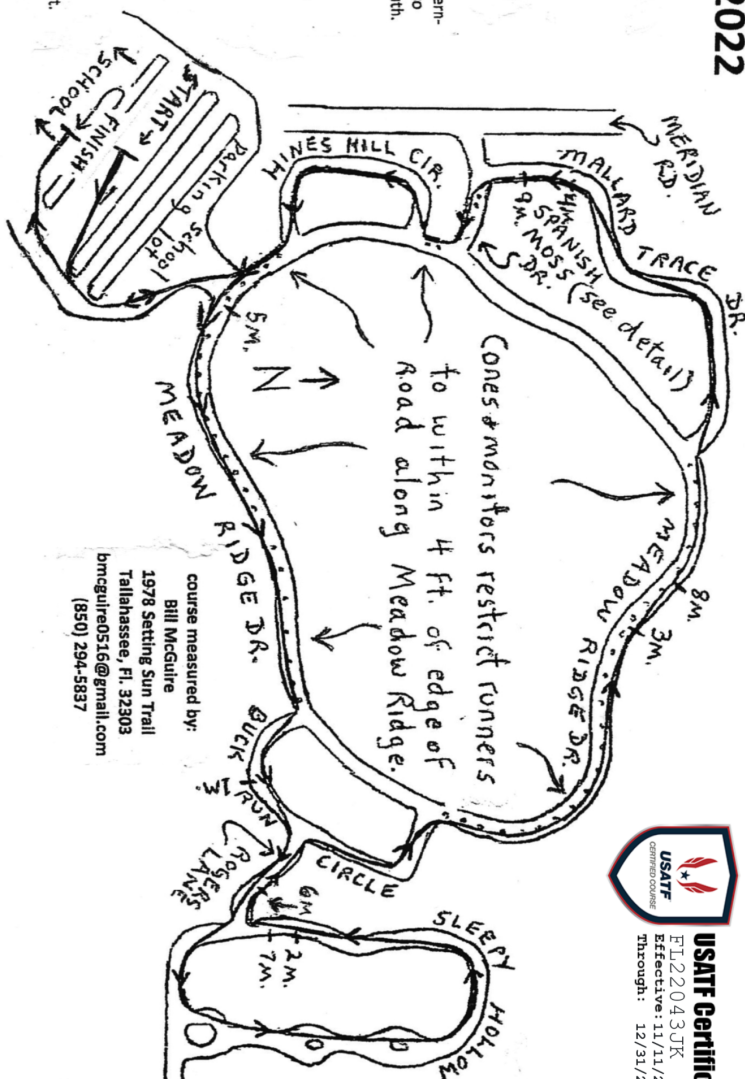 2022
ern-
o
th.
t.
MERIDIAN
RD.
MALLARD
TRACE
DR.
4M.
9M.
SPANISH
MOSS
DR.
(see detail)
HINES HILL CIR.
SCHOOL
START
FINISH
Parking
School
lot
5M.
N
Cones & monitors restrict runners
to within 4 ft. of edge of
Road along Meadow Ridge.
MEADOW RIDGE DR.
8M.
3M.
MEADOW RIDGE DR.
course measured by:
Bill McGuire
1978 Setting Sun Trail
Tallahassee, Fl. 32303
bmcguire0516@gmail.com
(850) 294-5837
BUCK
RUN
1M.
CIRCLE
ROGERS
LANE
6M
2M.
7M.
SLEEPY
HOLLOW
USATF
CERTIFIED COURSE
USATF Certific
FL22043JK
Effective: 11/11/2
Through: 12/31/2